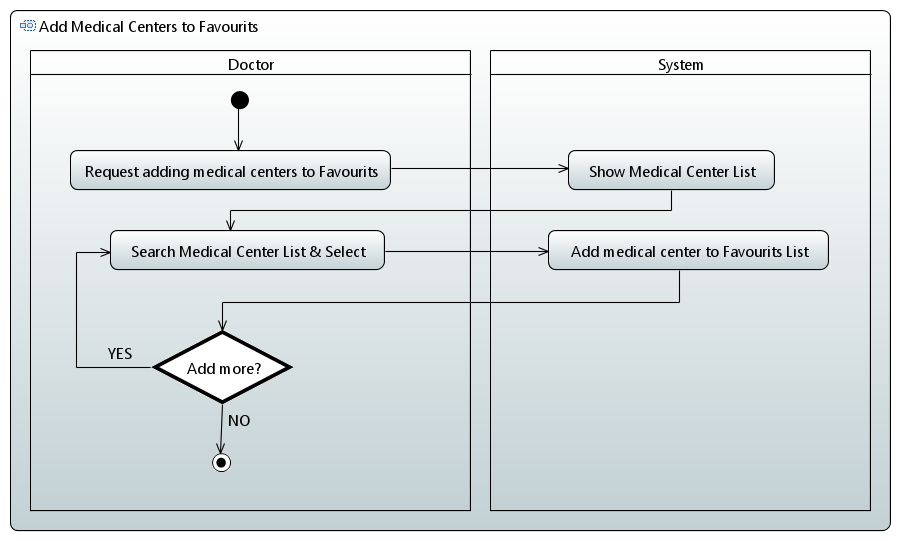 Add Medical Centers to Favourits
Doctor
System
Request adding medical centers to Favourits
Show Medical Center List
Search Medical Center List & Select
Add medical center to Favourits List
YES
Add more?
NO